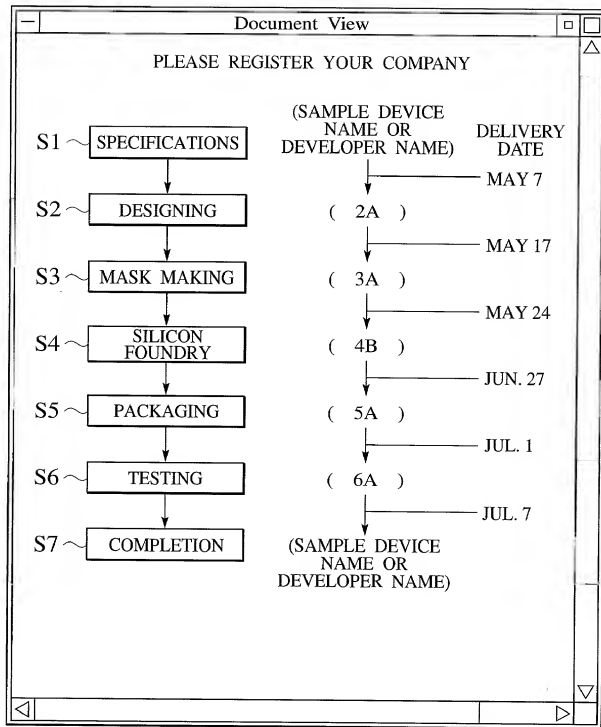 Document View
PLEASE REGISTER YOUR COMPANY
(SAMPLE DEVICE
NAME OR
DEVELOPER NAME)
DELIVERY
DATE
S1 SPECIFICATIONS
MAY 7
S2 DESIGNING ( 2A )
MAY 17
S3 MASK MAKING ( 3A )
MAY 24
S4 SILICON
FOUNDRY ( 4B )
JUN. 27
S5 PACKAGING ( 5A )
JUL. 1
S6 TESTING ( 6A )
JUL. 7
S7 COMPLETION
(SAMPLE DEVICE
NAME OR
DEVELOPER NAME)